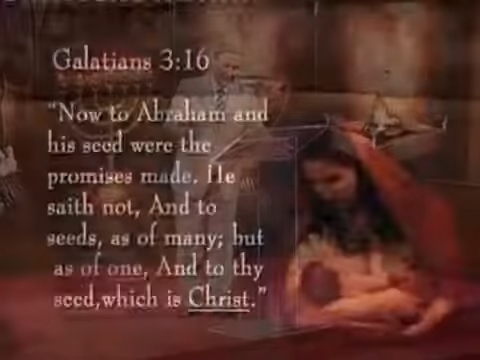 Galatians 3:16
"Now to Abraham and
his seed were the
promises made. He
saith not, And to
seeds, as of many; but
as of one, And to thy
seed,which is Christ."